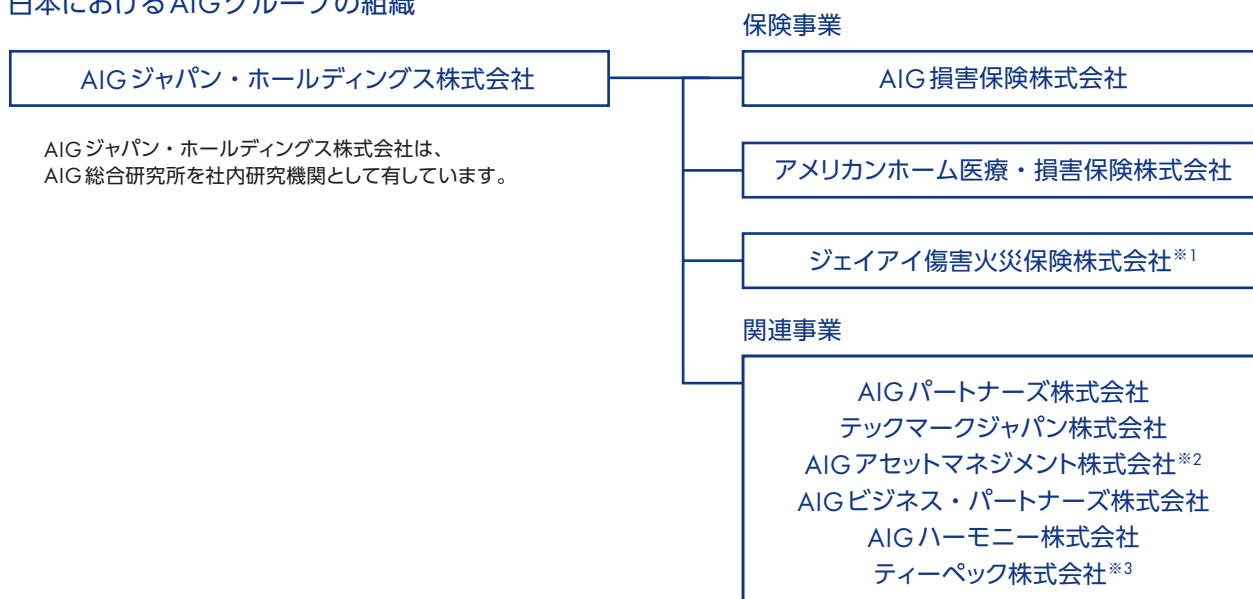 日本におけるAIGグループの組織
AIGジャパン・ホールディングス株式会社
AIGジャパン・ホールディングス株式会社は、
AIG総合研究所を社内研究機関として有しています。
保険事業
AIG損害保険株式会社
アメリカンホーム医療・損害保険株式会社
ジェイアイ傷害火災保険株式会社※1
関連事業
AIGパートナーズ株式会社
テックマークジャパン株式会社
AIGアセットマネジメント株式会社※2
AIGビジネス・パートナーズ株式会社
AIGハーモニー株式会社
ティーペック株式会社※3